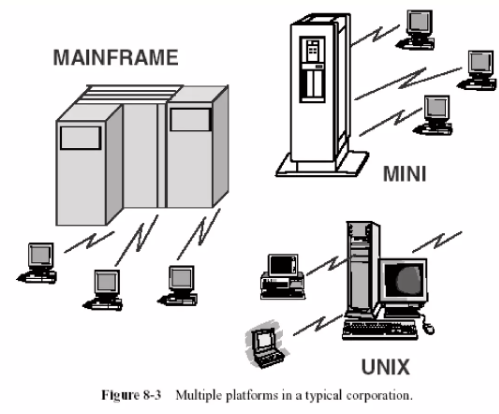 MAINFRAME
MINI
UNIX
Figure 8-3 Multiple platforms in a typical corporation.